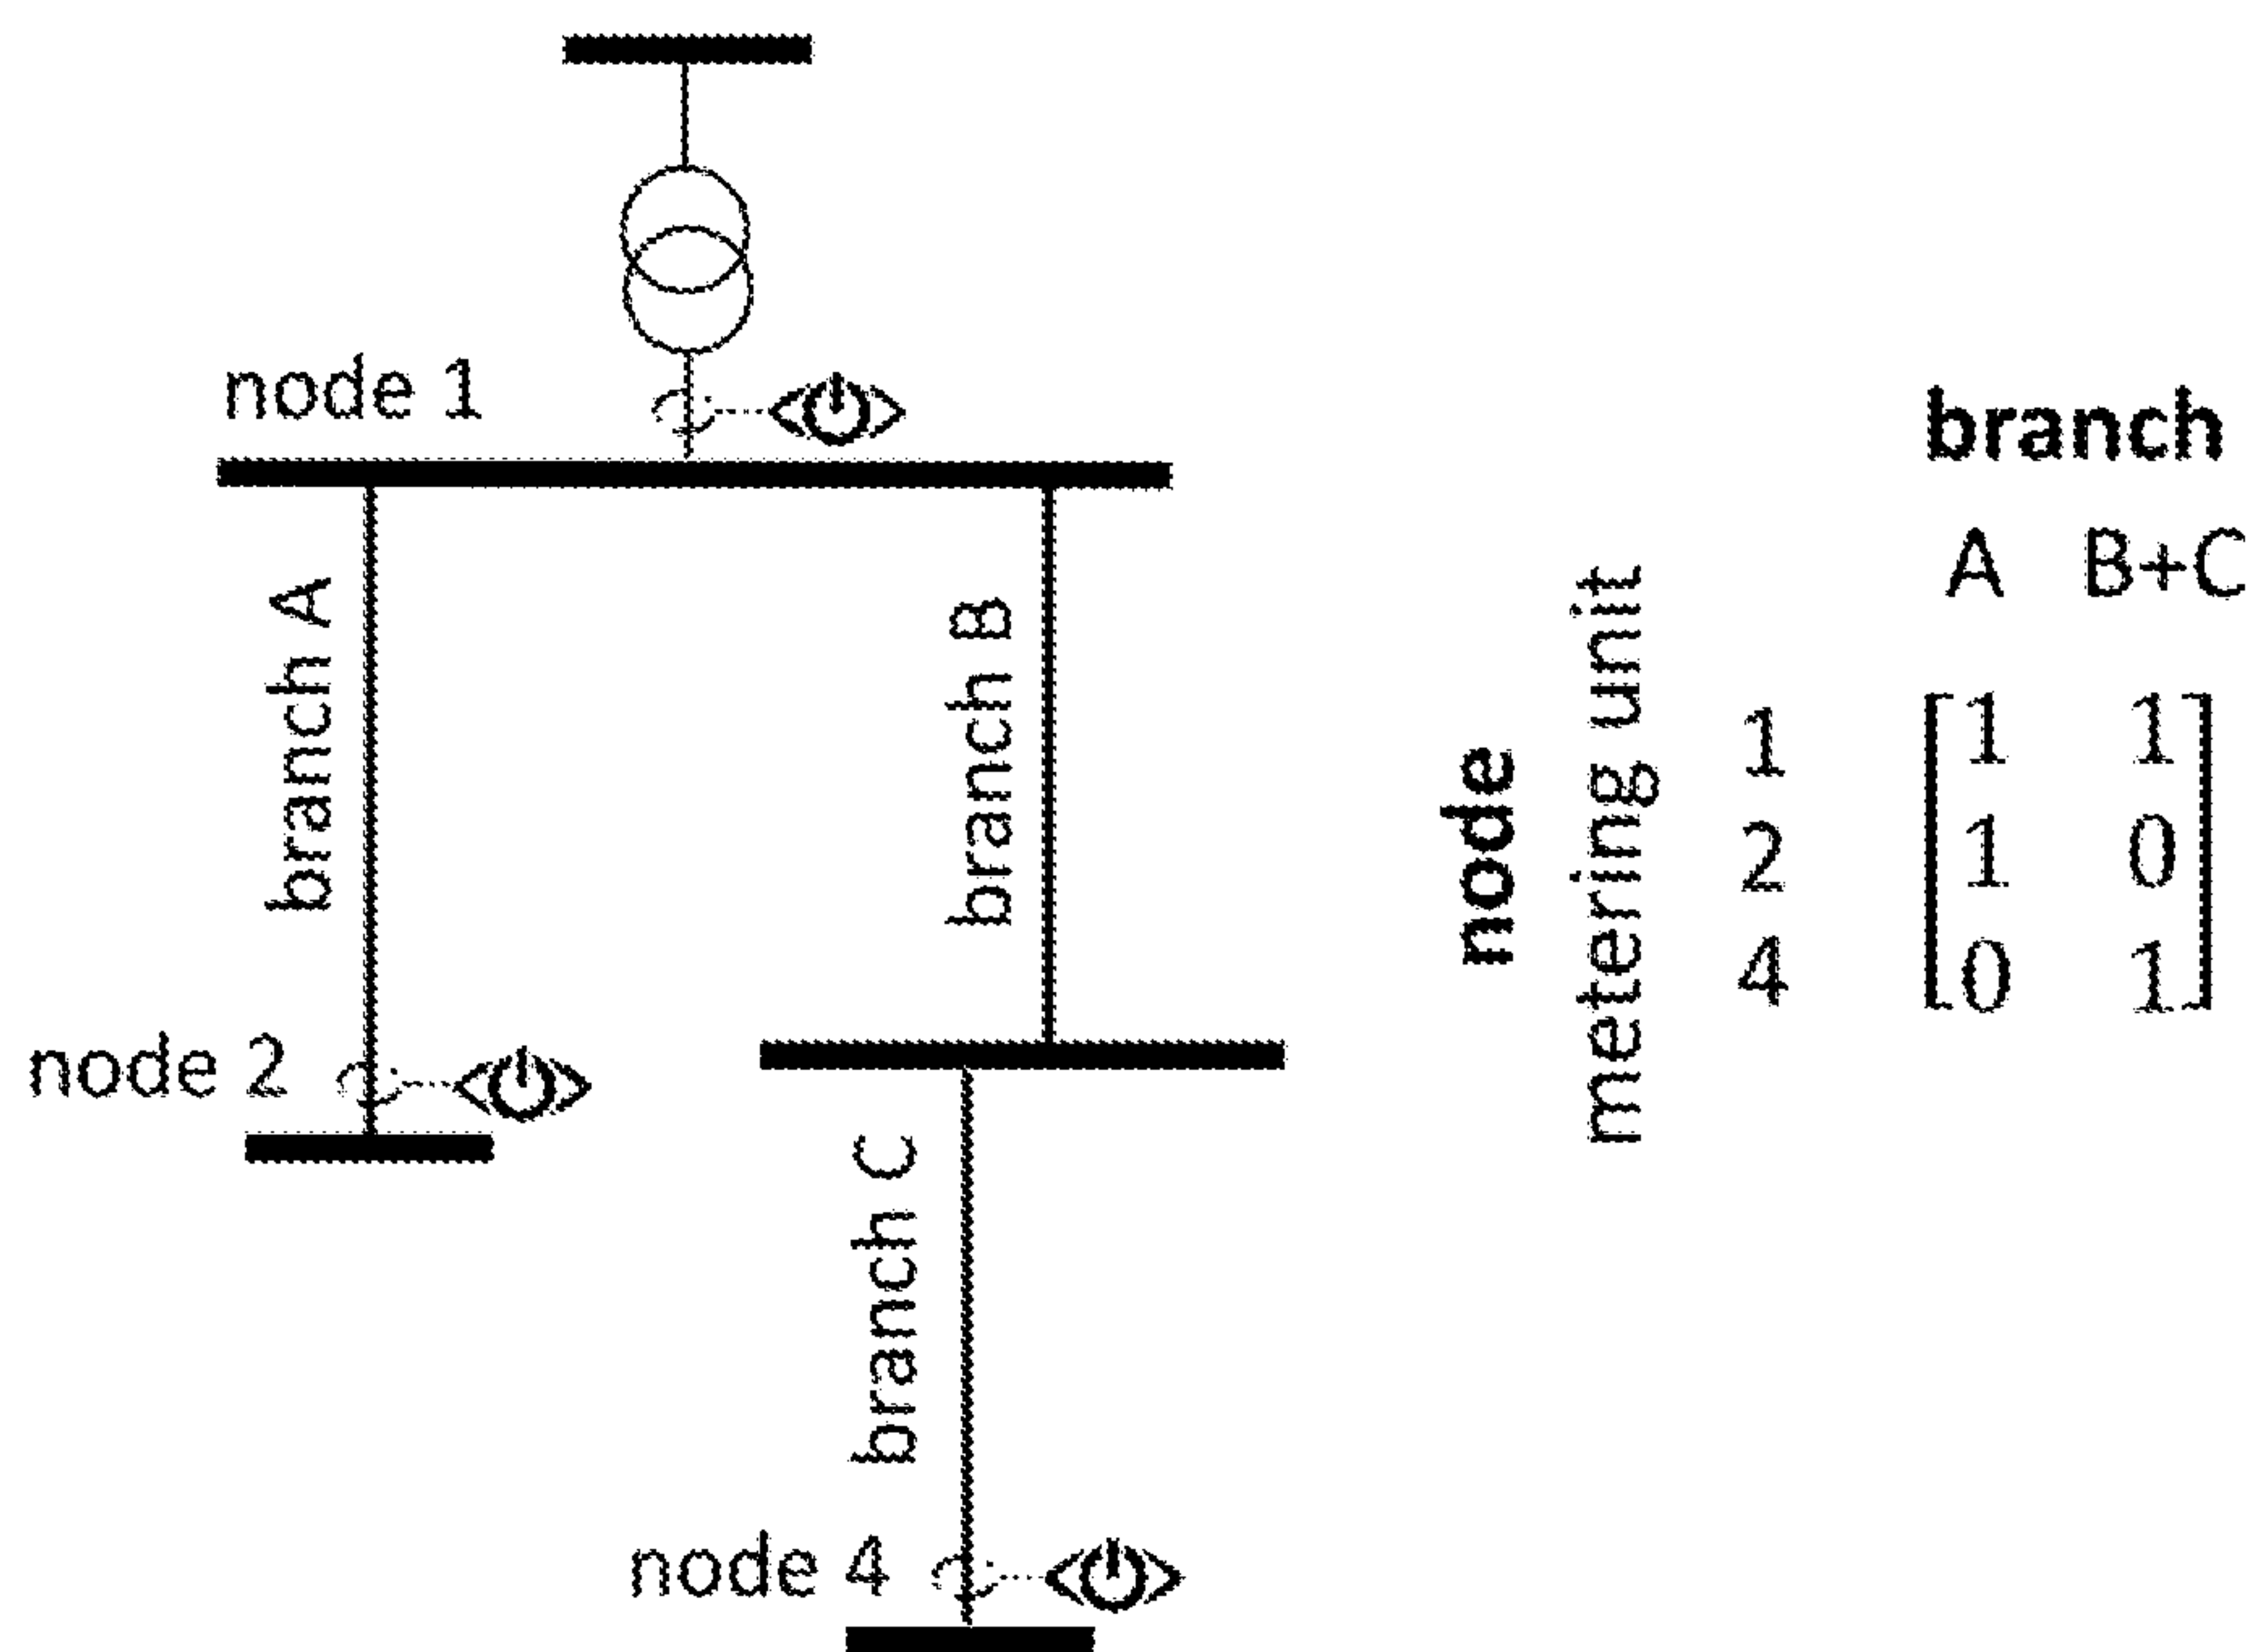 node 1
branch A
branch B
node 2
branch C
node 4
branch
A B+C
node
metering unit
1 1 1
2 1 0
4 0 1